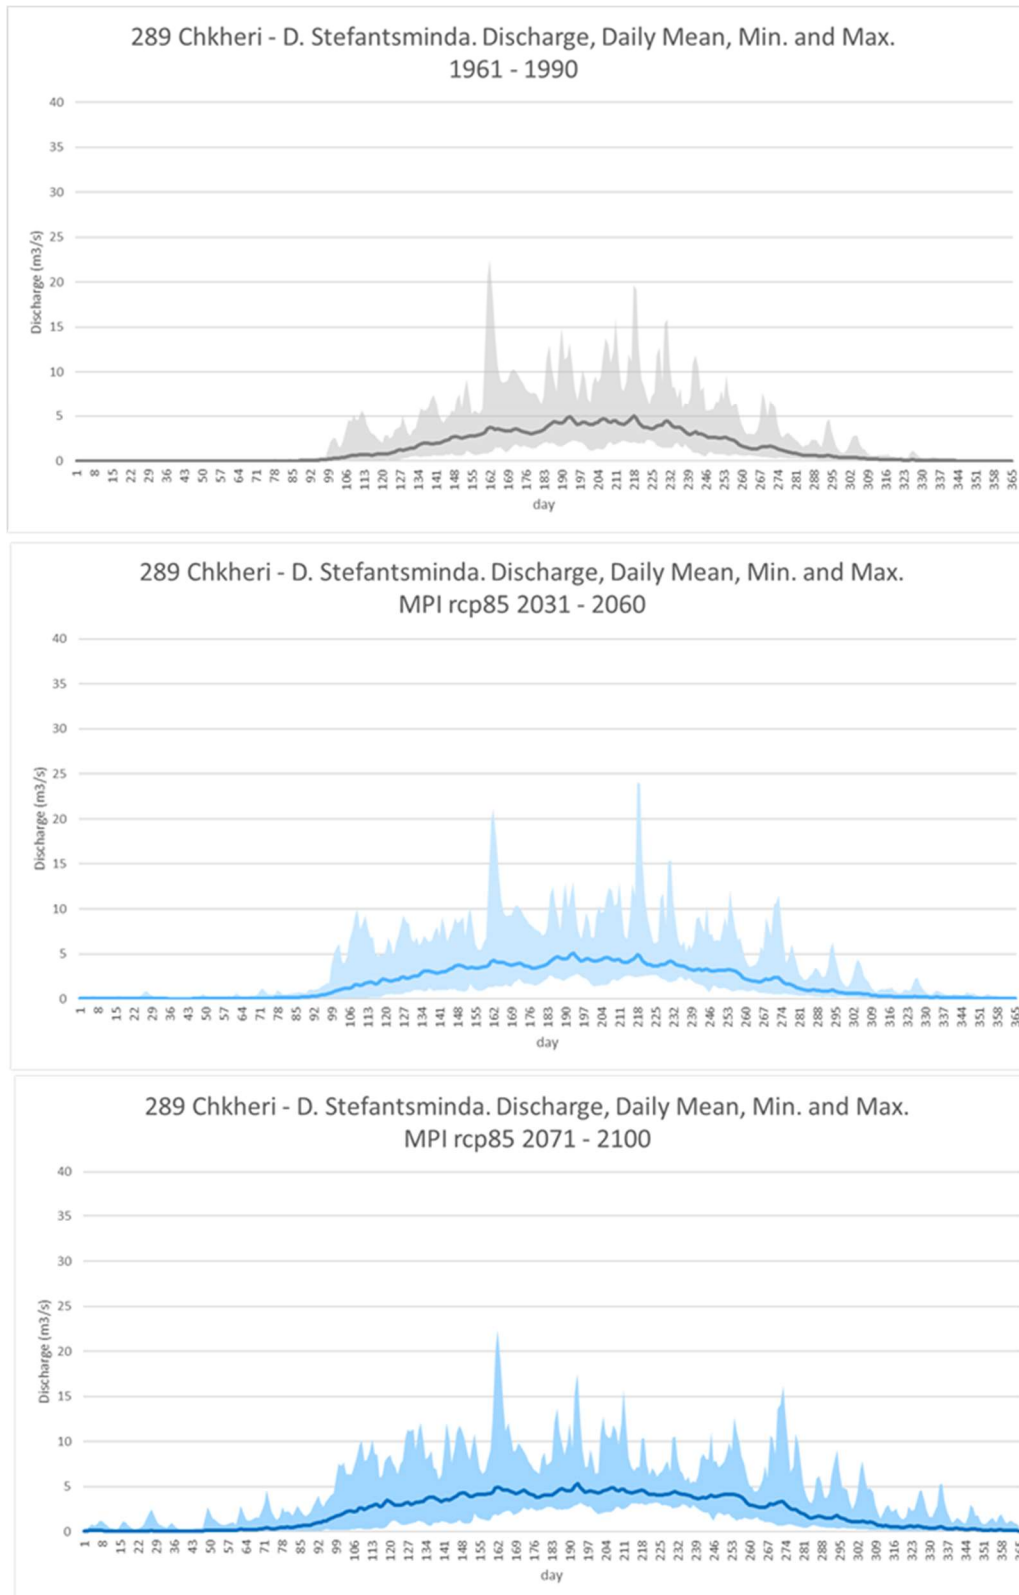 289 Chkheri - D. Stefantsminda. Discharge, Daily Mean, Min. and Max.
1961 - 1990
40
35
30
25
20
15
10
5
0
Discharge (m3/s)
1 8 15 22 29 36 43 50 57 64 71 78 85 92 99 106 113 120 127 134 141 148 155 162 169 176 183 190 197 204 211 218 225 232 239 246 253 260 267 274 281 288 295 302 309 316 323 330 337 344 351 358 365
day
289 Chkheri - D. Stefantsminda. Discharge, Daily Mean, Min. and Max.
MPI rcp85 2031 - 2060
40
35
30
25
20
15
10
5
0
Discharge (m3/s)
1 8 15 22 29 36 43 50 57 64 71 78 85 92 99 106 113 120 127 134 141 148 155 162 169 176 183 190 197 204 211 218 225 232 239 246 253 260 267 274 281 288 295 302 309 316 323 330 337 344 351 358 365
day
289 Chkheri - D. Stefantsminda. Discharge, Daily Mean, Min. and Max.
MPI rcp85 2071 - 2100
40
35
30
25
20
15
10
5
0
Discharge (m3/s)
1 8 15 22 29 36 43 50 57 64 71 78 85 92 99 106 113 120 127 134 141 148 155 162 169 176 183 190 197 204 211 218 225 232 239 246 253 260 267 274 281 288 295 302 309 316 323 330 337 344 351 358 365
day